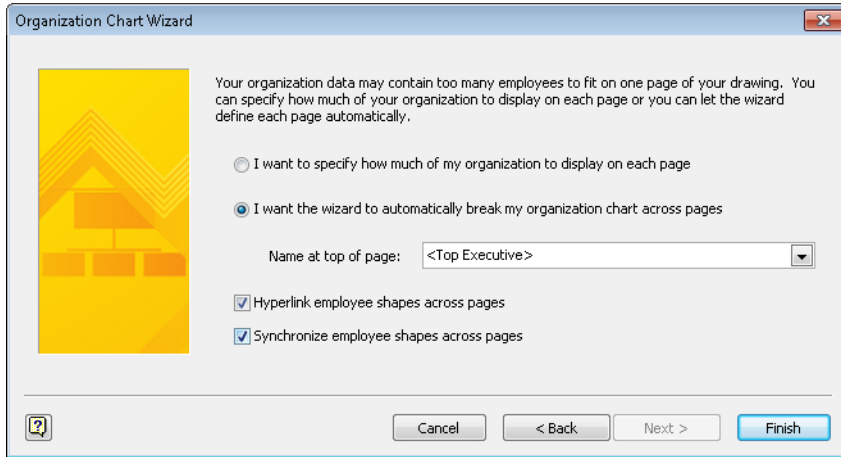 Organization Chart Wizard
Your organization data may contain too many employees to fit on one page of your drawing. You
can specify how much of your organization to display on each page or you can let the wizard
define each page automatically.
I want to specify how much of my organization to display on each page
I want the wizard to automatically break my organization chart across pages
Name at top of page: <Top Executive>
Hyperlink employee shapes across pages
Synchronize employee shapes across pages
Cancel < Back Next > Finish